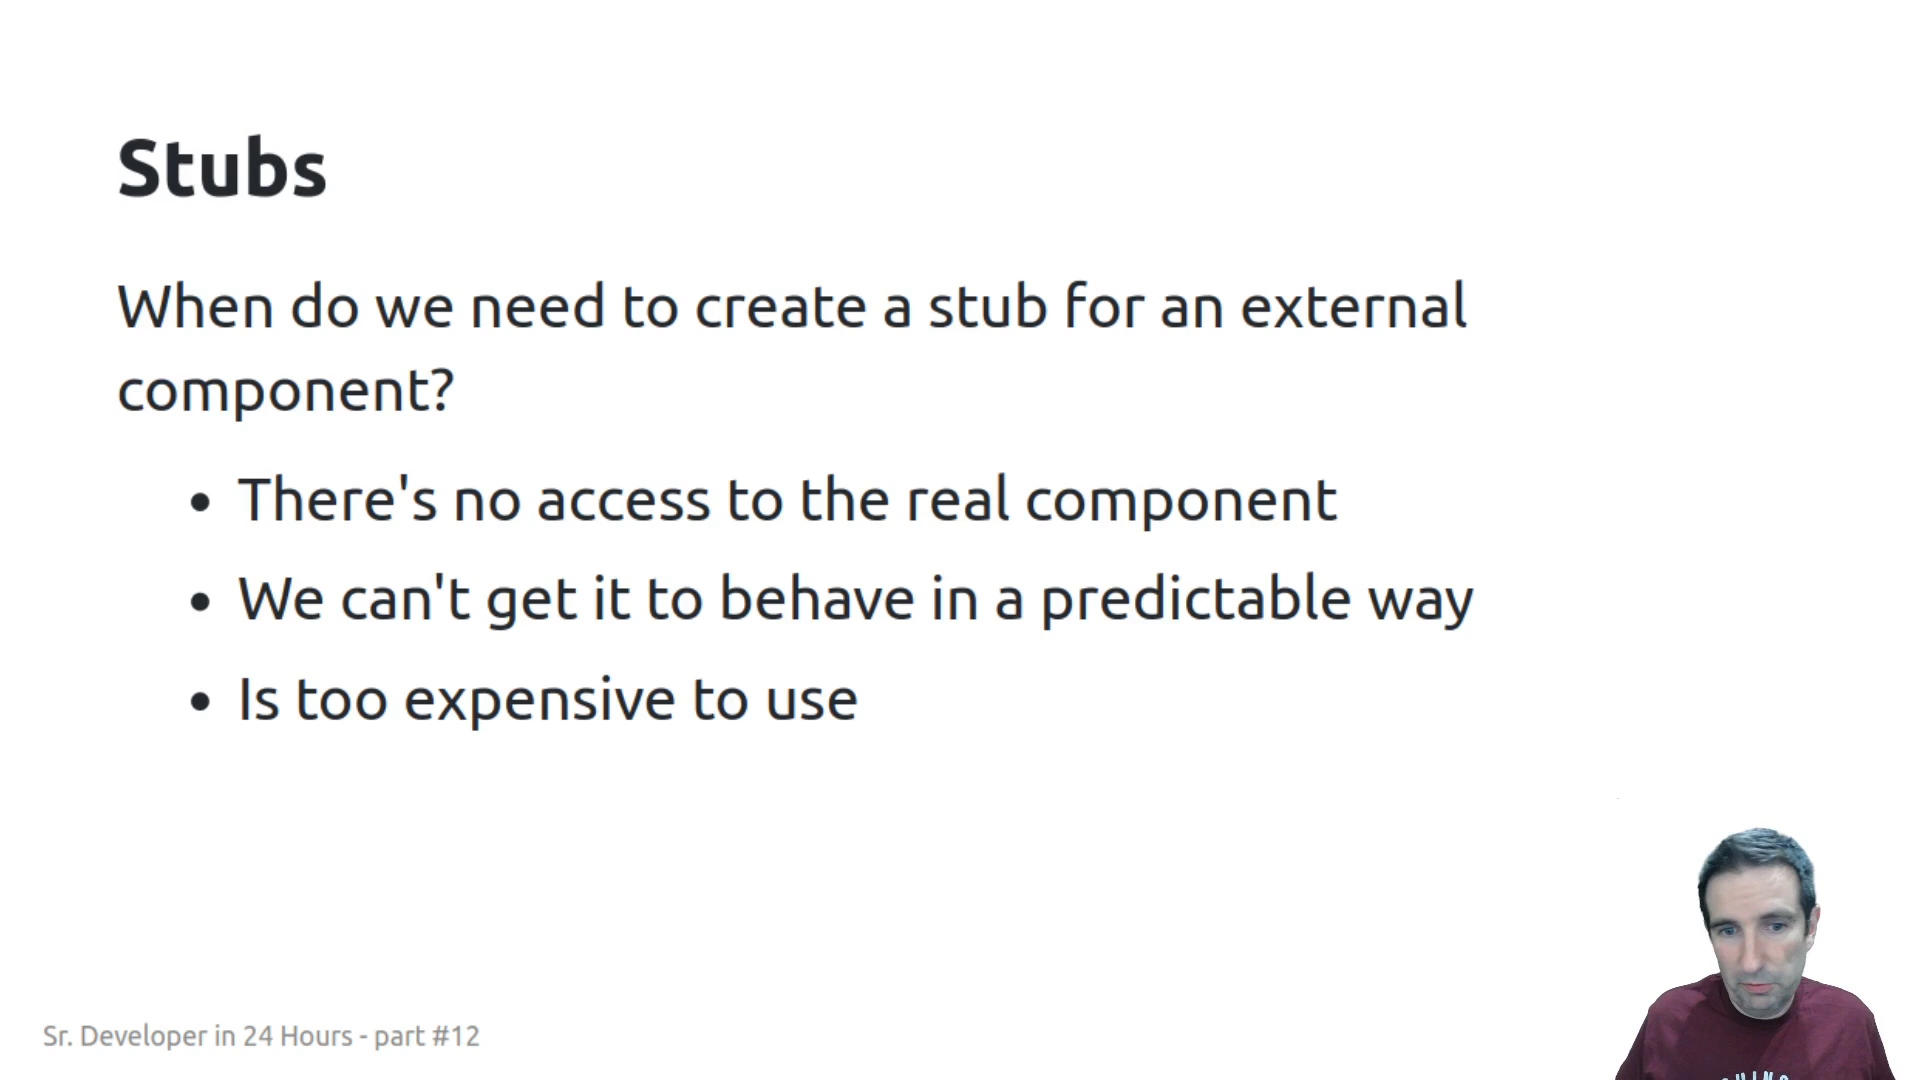 Stubs
When do we need to create a stub for an external
component?
• There's no access to the real component
• We can't get it to behave in a predictable way
• Is too expensive to use
Sr. Developer in 24 Hours - part #12